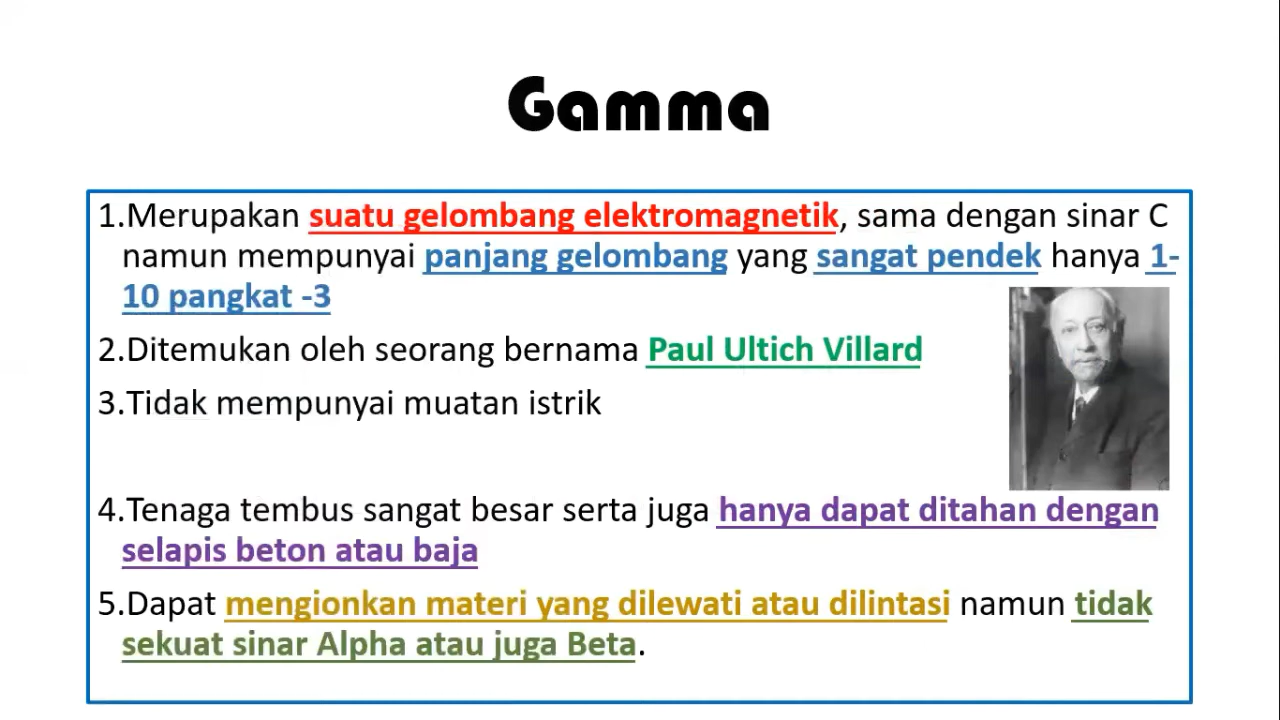 Gamma
1.Merupakan suatu gelombang elektromagnetik, sama dengan sinar C
namun mempunyai panjang gelombang yang sangat pendek hanya 1-
10 pangkat -3
2.Ditemukan oleh seorang bernama Paul Ultich Villard
3.Tidak mempunyai muatan istrik
4.Tenaga tembus sangat besar serta juga hanya dapat ditahan dengan
selapis beton atau baja
5.Dapat mengionkan materi yang dilewati atau dilintasi namun tidak
sekuat sinar Alpha atau juga Beta.